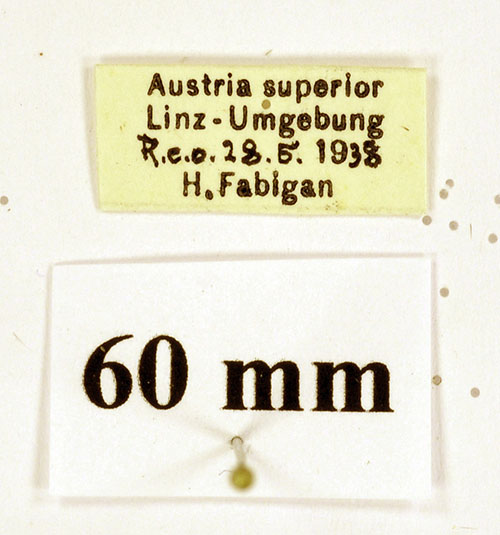 Austria superior
Linz-Umgebung
R.e.o. 28.5. 1938
H. Fabigan
60 mm